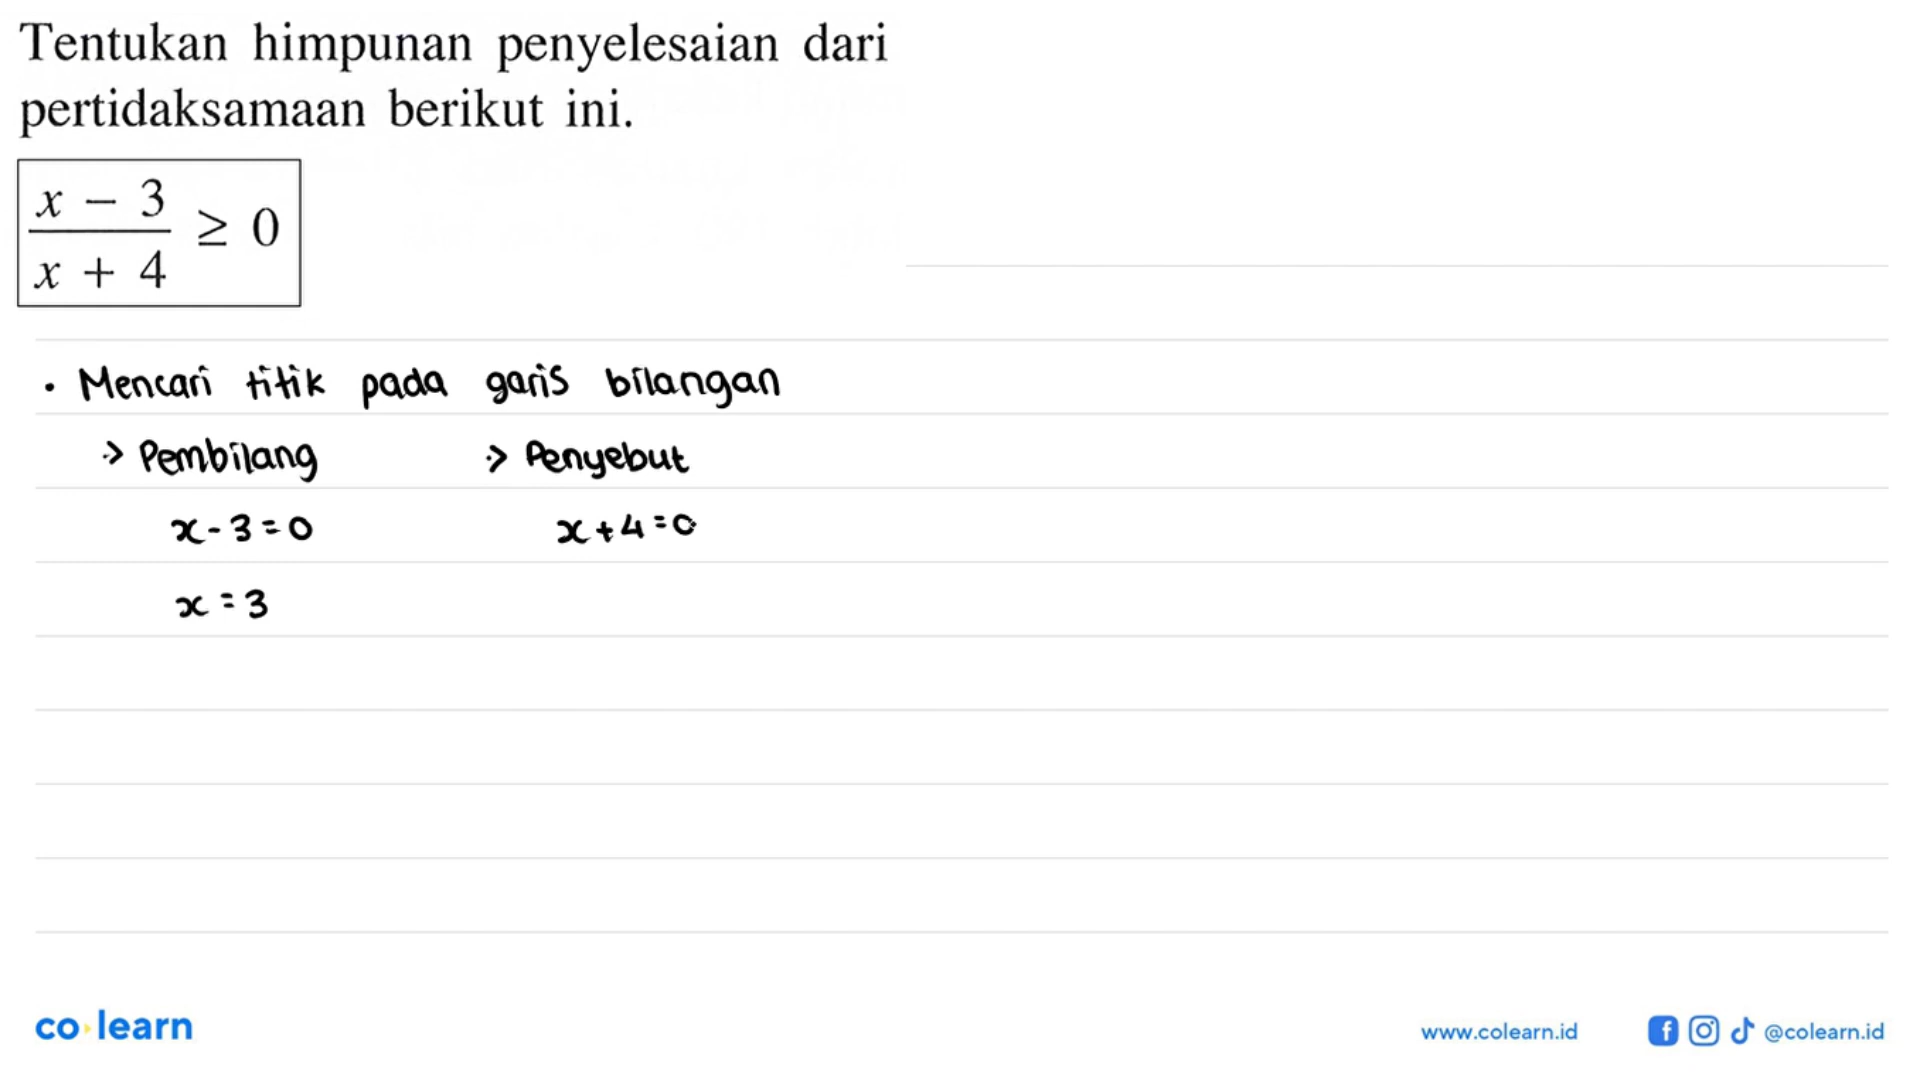 Tentukan himpunan penyelesaian dari
pertidaksamaan berikut ini.
x - 3
≥ 0
x + 4
• Mencari titik pada garis bilangan
-> Pembilang -> Penyebut
x - 3 = 0 x + 4 = 0
x = 3
co learn
www.colearn.id @colearn.id